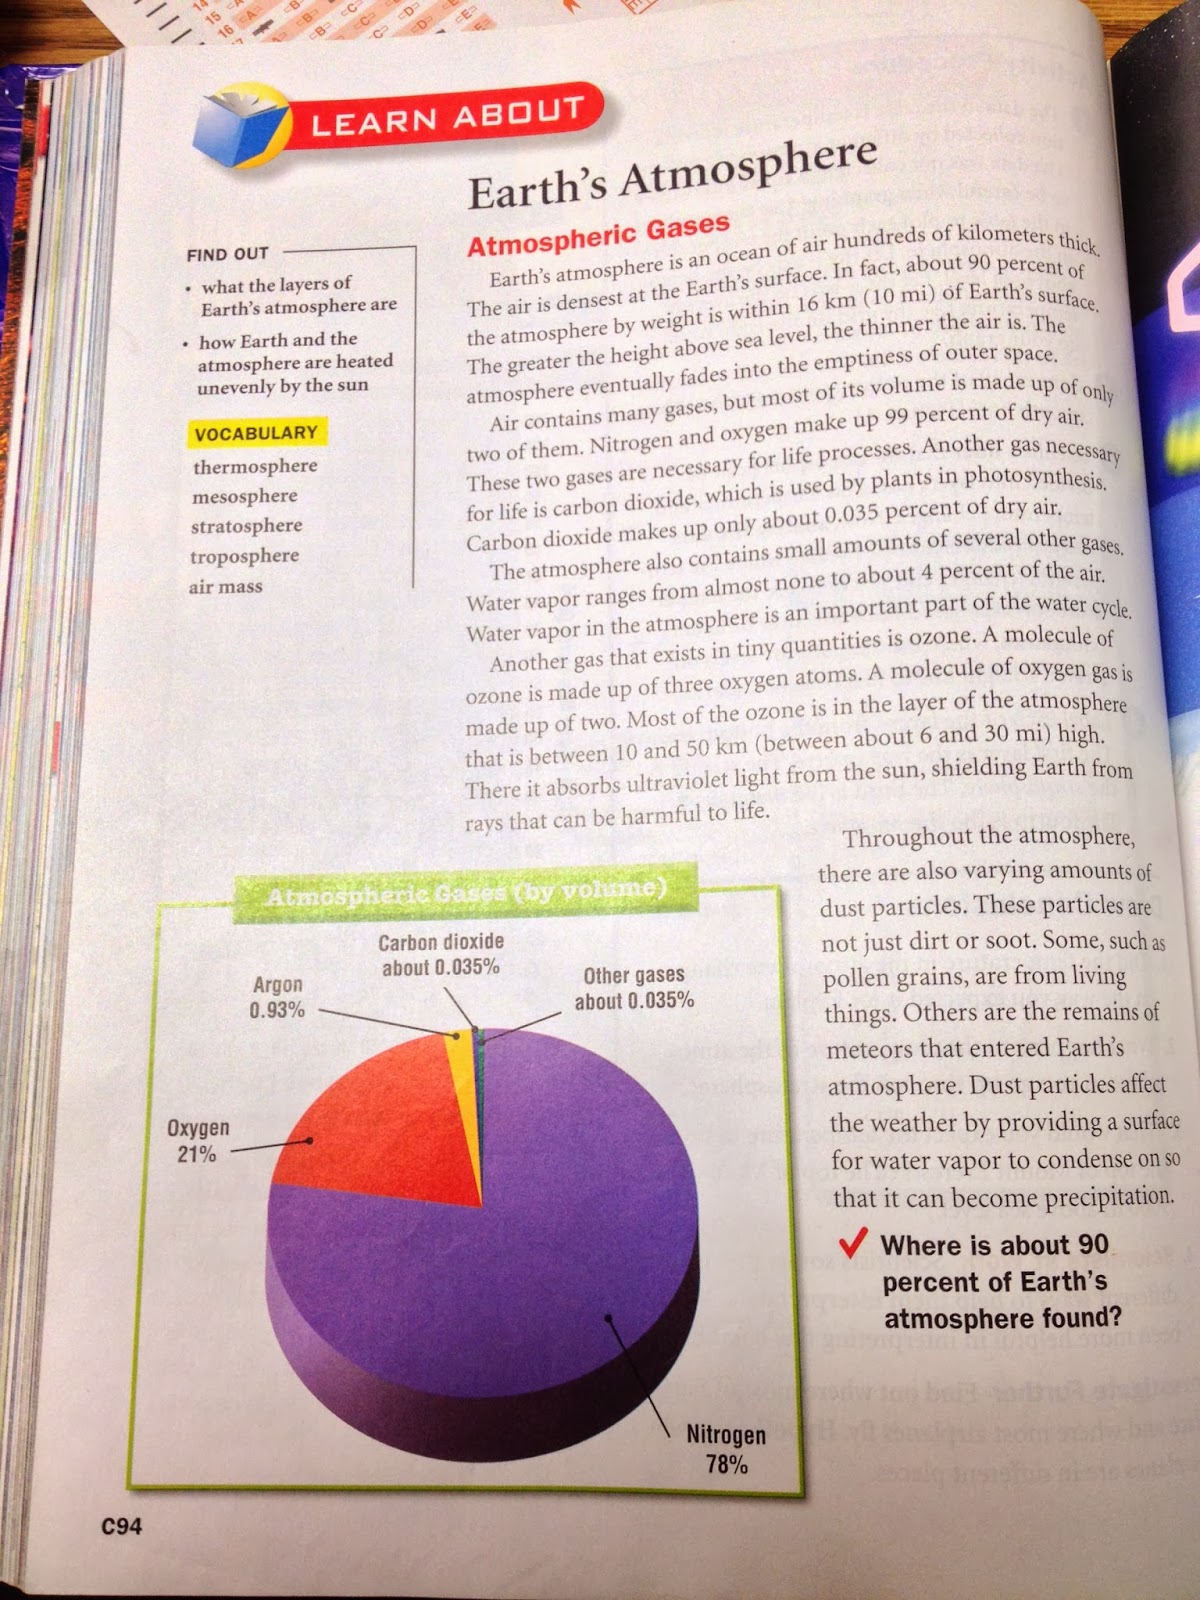 LEARN ABOUT
Earth's Atmosphere
FIND OUT
• what the layers of
Earth's atmosphere are
• how Earth and the
atmosphere are heated
unevenly by the sun
VOCABULARY
thermosphere
mesosphere
stratosphere
troposphere
air mass
Atmospheric Gases
Earth's atmosphere is an ocean of air hundreds of kilometers thick.
The air is densest at the Earth's surface. In fact, about 90 percent of
the atmosphere by weight is within 16 km (10 mi) of Earth's surface.
The greater the height above sea level, the thinner the air is. The
atmosphere eventually fades into the emptiness of outer space.
Air contains many gases, but most of its volume is made up of only
two of them. Nitrogen and oxygen make up 99 percent of dry air.
These two gases are necessary for life processes. Another gas necessary
for life is carbon dioxide, which is used by plants in photosynthesis.
Carbon dioxide makes up only about 0.035 percent of dry air.
The atmosphere also contains small amounts of several other gases.
Water vapor ranges from almost none to about 4 percent of the air.
Water vapor in the atmosphere is an important part of the water cycle.
Another gas that exists in tiny quantities is ozone. A molecule of
ozone is made up of three oxygen atoms. A molecule of oxygen gas is
made up of two. Most of the ozone is in the layer of the atmosphere
that is between 10 and 50 km (between about 6 and 30 mi) high.
There it absorbs ultraviolet light from the sun, shielding Earth from
rays that can be harmful to life.
Throughout the atmosphere,
there are also varying amounts of
dust particles. These particles are
not just dirt or soot. Some, such as
pollen grains, are from living
things. Others are the remains of
meteors that entered Earth's
atmosphere. Dust particles affect
the weather by providing a surface
for water vapor to condense on so
that it can become precipitation.
✓ Where is about 90
percent of Earth's
atmosphere found?
Atmospheric Gases (by volume)
Carbon dioxide
about 0.035%
Argon
0.93%
Other gases
about 0.035%
Oxygen
21%
Nitrogen
78%
C94